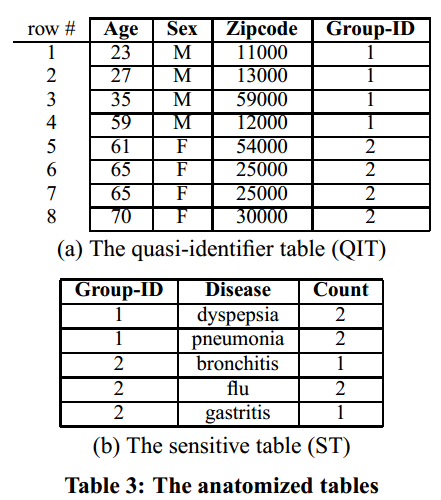 row # Age Sex Zipcode Group-ID
1 23 M 11000 1
2 27 M 13000 1
3 35 M 59000 1
4 59 M 12000 1
5 61 F 54000 2
6 65 F 25000 2
7 65 F 25000 2
8 70 F 30000 2
(a) The quasi-identifier table (QIT)
Group-ID Disease Count
1 dyspepsia 2
1 pneumonia 2
2 bronchitis 1
2 flu 2
2 gastritis 1
(b) The sensitive table (ST)
Table 3: The anatomized tables